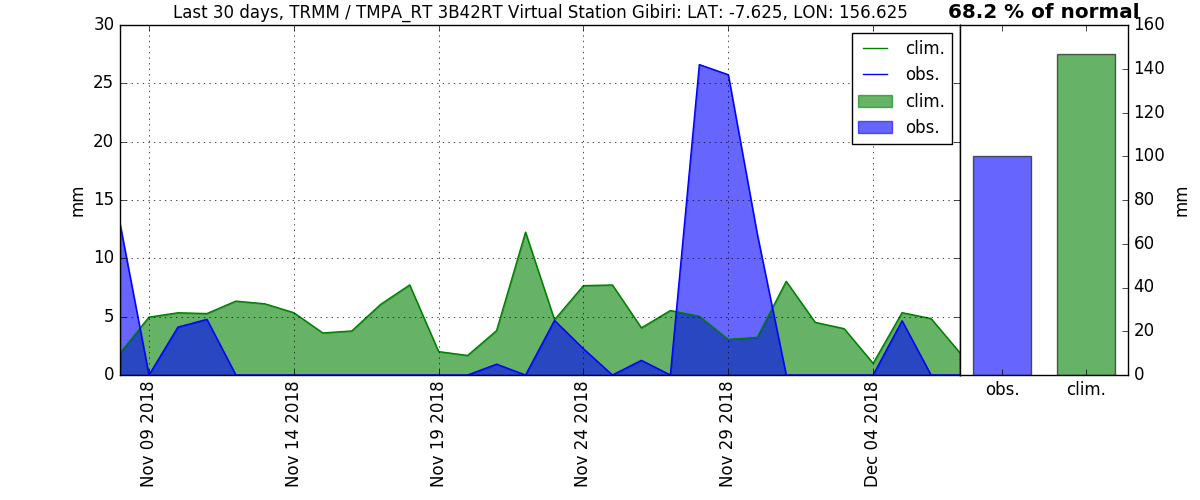 Last 30 days, TRMM / TMPA_RT 3B42RT Virtual Station Gibiri: LAT: -7.625, LON: 156.625
68.2 % of normal
clim.
obs.
clim.
obs.
30
25
20
15
10
5
0
mm
Nov 09 2018
Nov 14 2018
Nov 19 2018
Nov 24 2018
Nov 29 2018
Dec 04 2018
160
140
120
100
80
60
40
20
0
mm
obs.
clim.